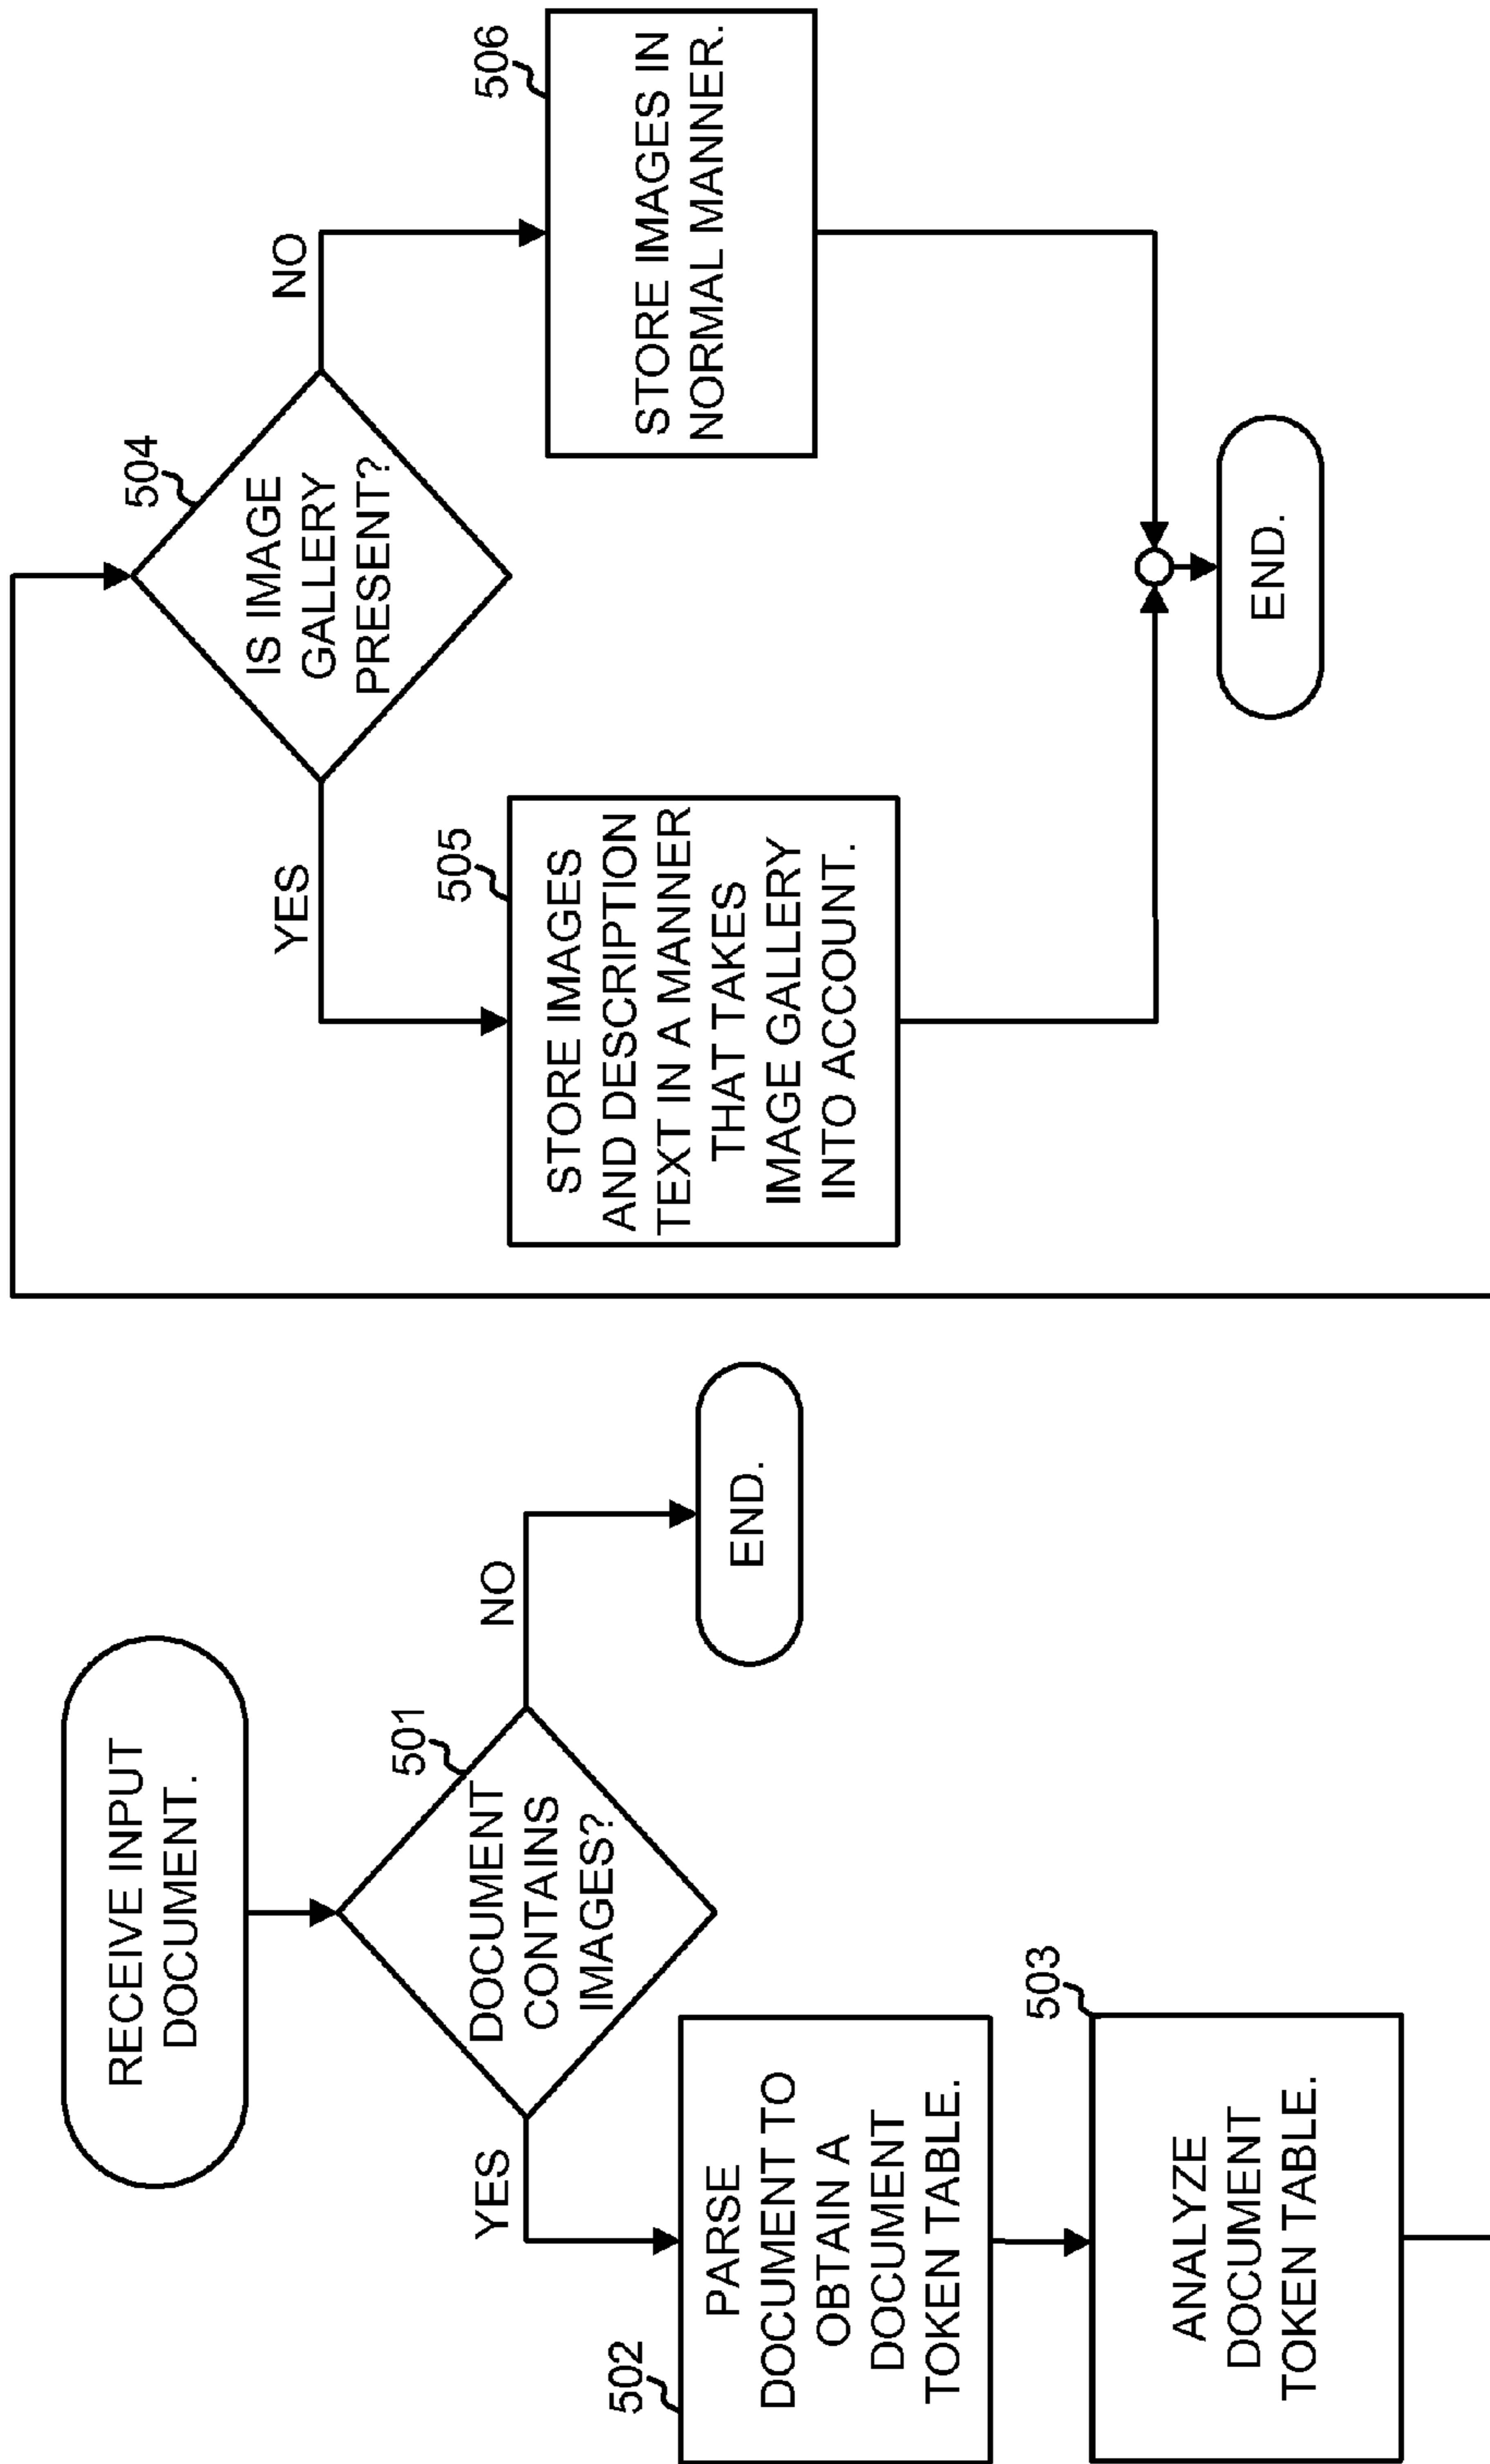 RECEIVE INPUT
DOCUMENT.
501
DOCUMENT
CONTAINS
IMAGES?
YES
NO
END.
502
PARSE
DOCUMENT TO
OBTAIN A
DOCUMENT
TOKEN TABLE.
503
ANALYZE
DOCUMENT
TOKEN TABLE.
504
IS IMAGE
GALLERY
PRESENT?
YES
NO
505
STORE IMAGES
AND DESCRIPTION
TEXT IN A MANNER
THAT TAKES
IMAGE GALLERY
INTO ACCOUNT.
506
STORE IMAGES IN
NORMAL MANNER.
END.